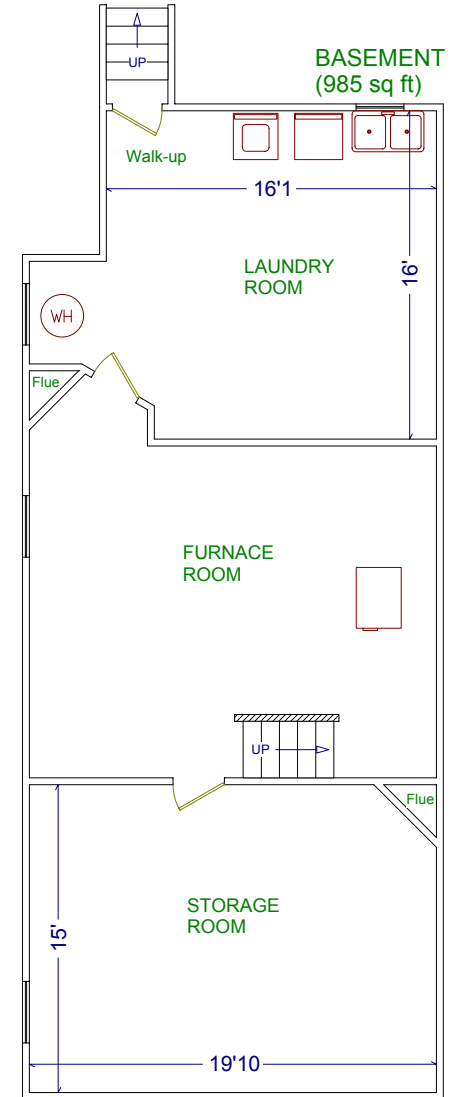 UP
BASEMENT
(985 sq ft)
Walk-up
16'1
16'
LAUNDRY
ROOM
WH
Flue
FURNACE
ROOM
UP
Flue
STORAGE
ROOM
15'
19'10